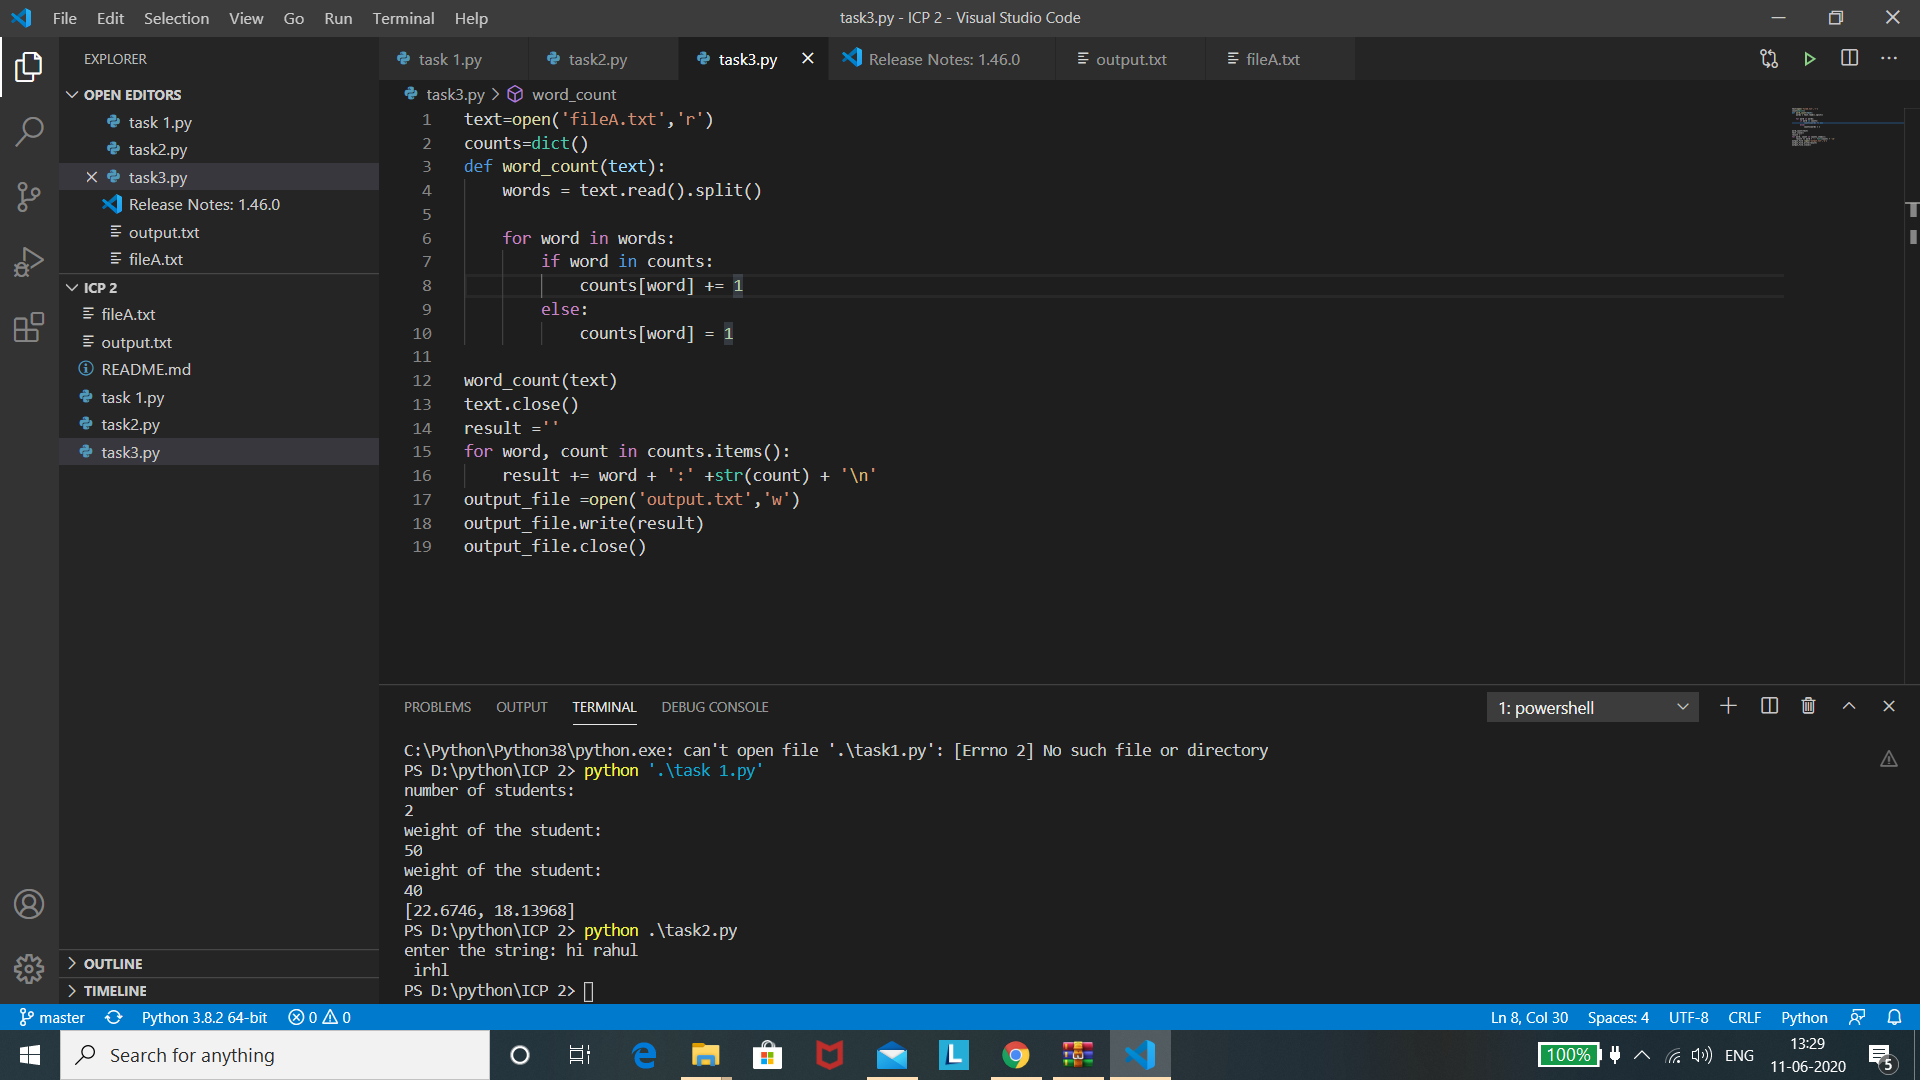 File Edit Selection View Go Run Terminal Help
task3.py - ICP 2 - Visual Studio Code
EXPLORER
OPEN EDITORS
task 1.py
task2.py
task3.py
Release Notes: 1.46.0
output.txt
fileA.txt
ICP 2
fileA.txt
output.txt
README.md
task 1.py
task2.py
task3.py
OUTLINE
TIMELINE
task 1.py task2.py task3.py Release Notes: 1.46.0 output.txt fileA.txt
task3.py > word_count
1 text=open('fileA.txt','r')
2 counts=dict()
3 def word_count(text):
4     words = text.read().split()
5
6     for word in words:
7         if word in counts:
8             counts[word] += 1
9         else:
10             counts[word] = 1
11
12 word_count(text)
13 text.close()
14 result =''
15 for word, count in counts.items():
16     result += word + ':' +str(count) + '\n'
17 output_file =open('output.txt','w')
18 output_file.write(result)
19 output_file.close()
PROBLEMS OUTPUT TERMINAL DEBUG CONSOLE
1: powershell
C:\Python\Python38\python.exe: can't open file '.\task1.py': [Errno 2] No such file or directory
PS D:\python\ICP 2> python '.\task 1.py'
number of students:
2
weight of the student:
50
weight of the student:
40
[22.6746, 18.13968]
PS D:\python\ICP 2> python .\task2.py
enter the string: hi rahul
 irhl
PS D:\python\ICP 2>
master Python 3.8.2 64-bit 0 0 Ln 8, Col 30 Spaces: 4 UTF-8 CRLF Python
Search for anything
L
100% ENG
13:29
11-06-2020
5